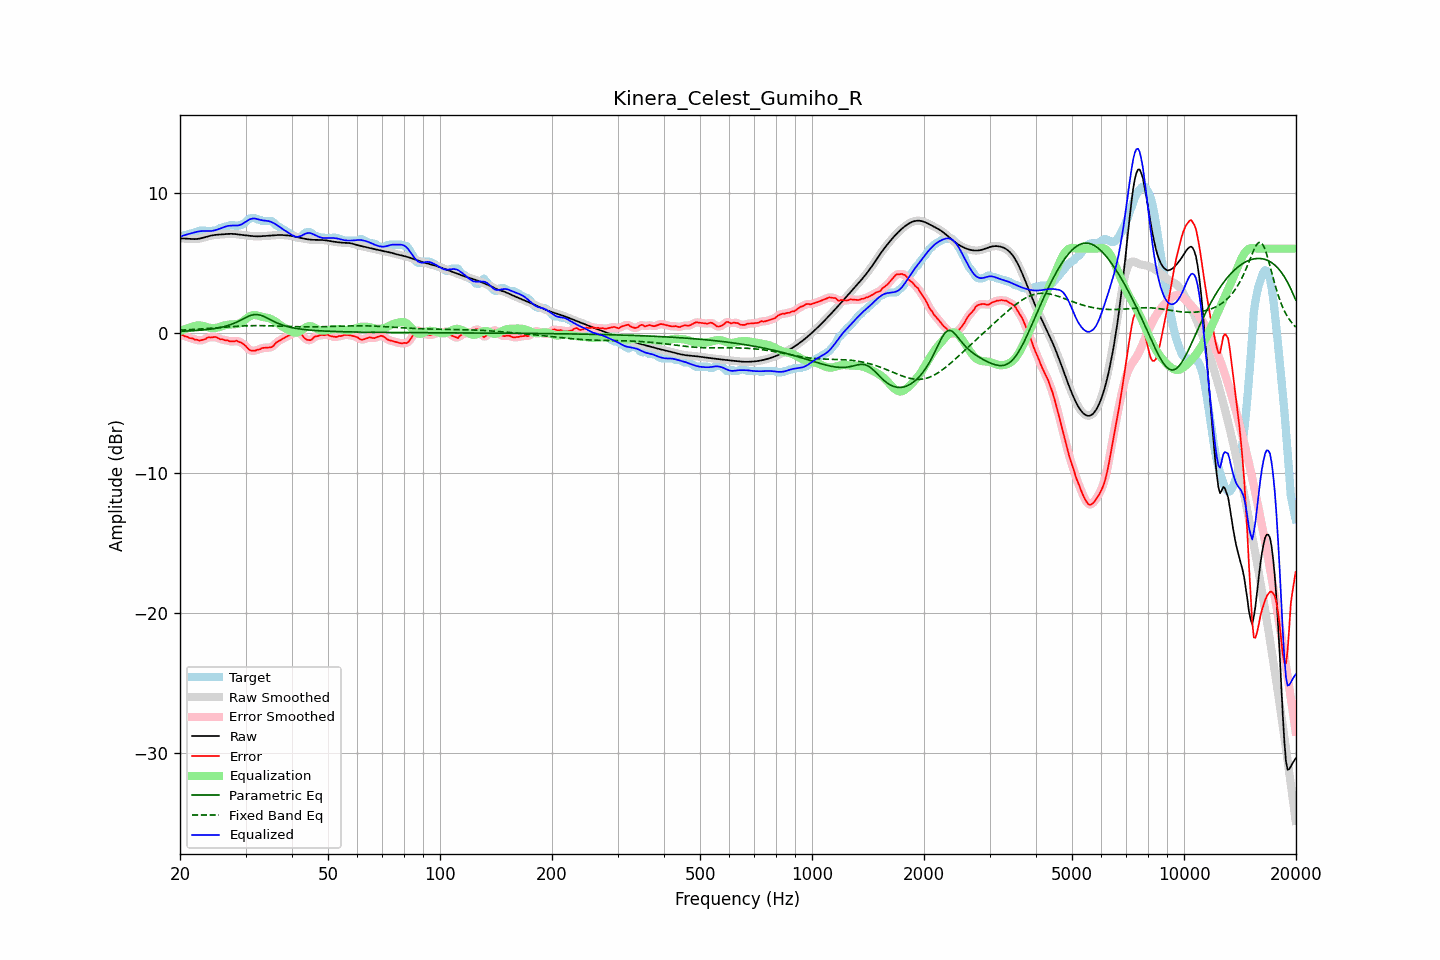 Kinera_Celest_Gumiho_R
Amplitude (dBr)
10
0
−10
−20
−30
Target
Raw Smoothed
Error Smoothed
Raw
Error
Equalization
Parametric Eq
Fixed Band Eq
Equalized
20 50 100 200 500 1000 2000 5000 10000 20000
Frequency (Hz)